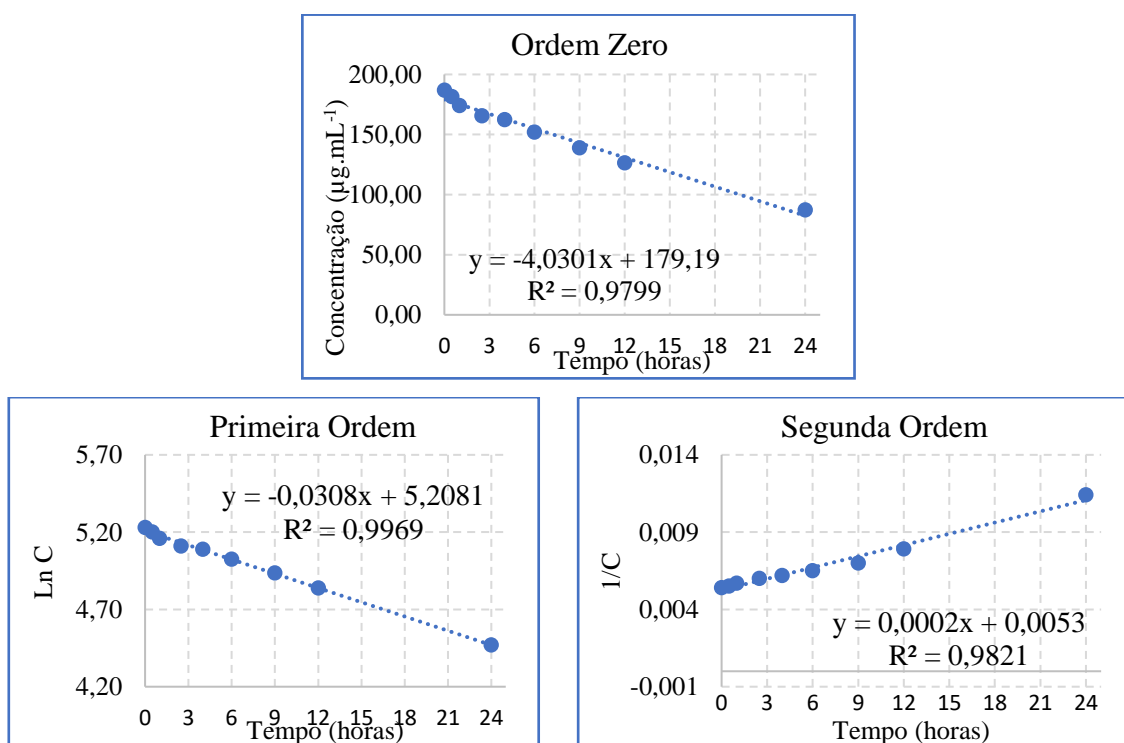 Ordem Zero
Concentração (µg.mL⁻¹)
200,00
150,00
100,00
50,00
0,00
y = -4,0301x + 179,19
R² = 0,9799
0 3 6 9 12 15 18 21 24
Tempo (horas)
Primeira Ordem
Ln C
5,70
5,20
4,70
4,20
y = -0,0308x + 5,2081
R² = 0,9969
0 3 6 9 12 15 18 21 24
Tempo (horas)
Segunda Ordem
1/C
0,014
0,009
0,004
-0,001
y = 0,0002x + 0,0053
R² = 0,9821
0 3 6 9 12 15 18 21 24
Tempo (horas)